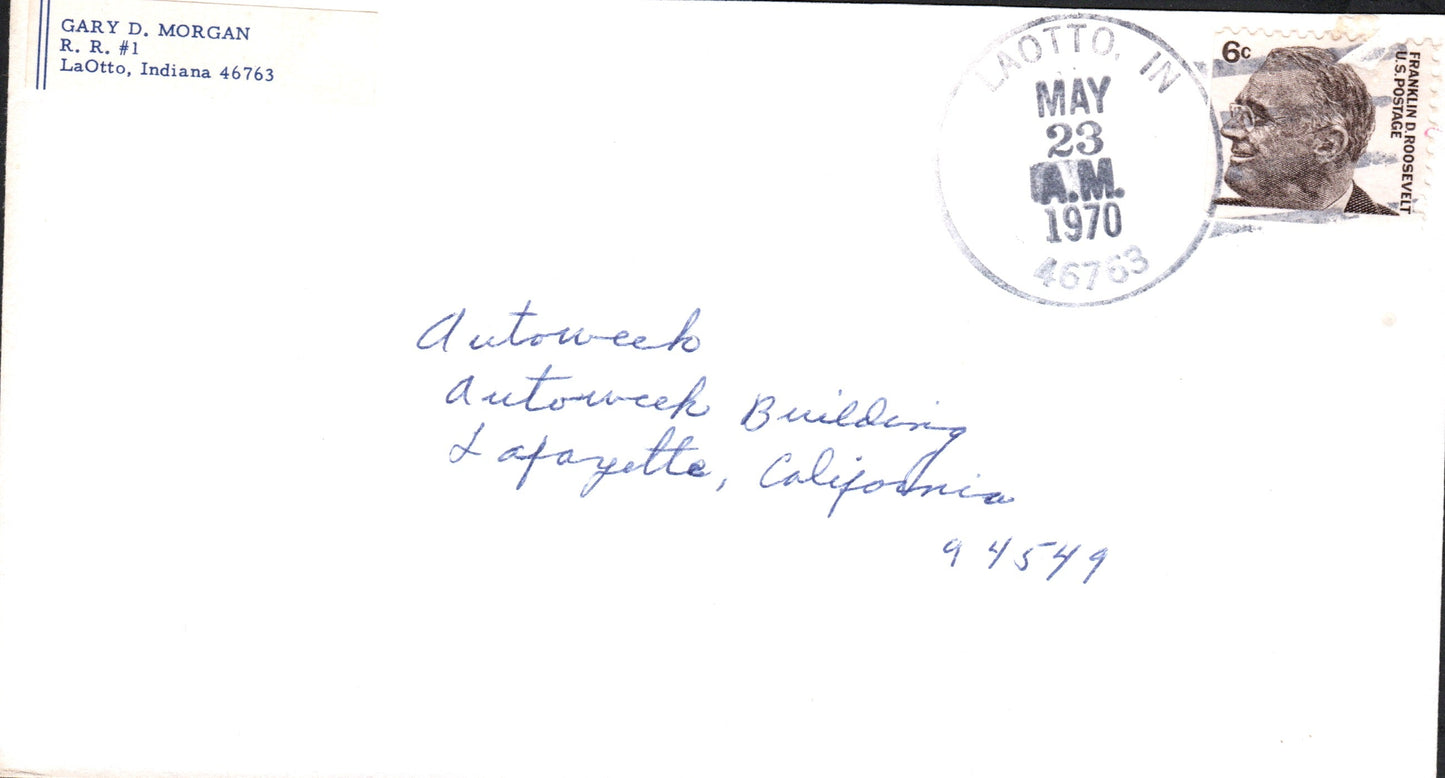 GARY D. MORGAN
R. R. #1
LaOtto, Indiana 46763
LAOTTO, IN
MAY
23
A.M.
1970
46763
6c
FRANKLIN D. ROOSEVELT
U.S. POSTAGE
Autoweek
Autoweek Building
Lafayette, California
94549